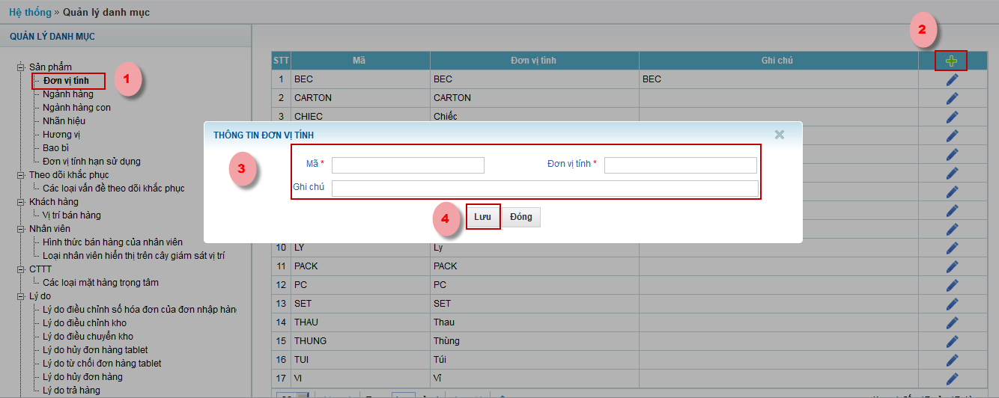 Hệ thống » Quản lý danh mục
QUẢN LÝ DANH MỤC
Sản phẩm
Đơn vị tính
1
Ngành hàng
Ngành hàng con
Nhãn hiệu
Hương vị
Bao bì
Đơn vị tính hạn sử dụng
Theo dõi khắc phục
Các loại vấn đề theo dõi khắc phục
Khách hàng
Vị trí bán hàng
Nhân viên
Hình thức bán hàng của nhân viên
Loại nhân viên hiển thị trên cây giám sát vị trí
CTTT
Các loại mặt hàng trọng tâm
Lý do
Lý do điều chỉnh số hóa đơn của đơn nhập hàng
Lý do điều chỉnh kho
Lý do điều chuyển kho
Lý do hủy đơn hàng tablet
Lý do từ chối đơn hàng tablet
Lý do hủy đơn hàng
Lý do trả hàng
2
STT Mã Đơn vị tính Ghi chú
1 BEC BEC BEC
2 CARTON CARTON
3 CHIEC Chiếc
THÔNG TIN ĐƠN VỊ TÍNH
3
Mã * Đơn vị tính *
Ghi chú
4
Lưu Đóng
10 LY Ly
11 PACK PACK
12 PC PC
13 SET SET
14 THAU Thau
15 THUNG Thùng
16 TUI Túi
17 VI Vỉ